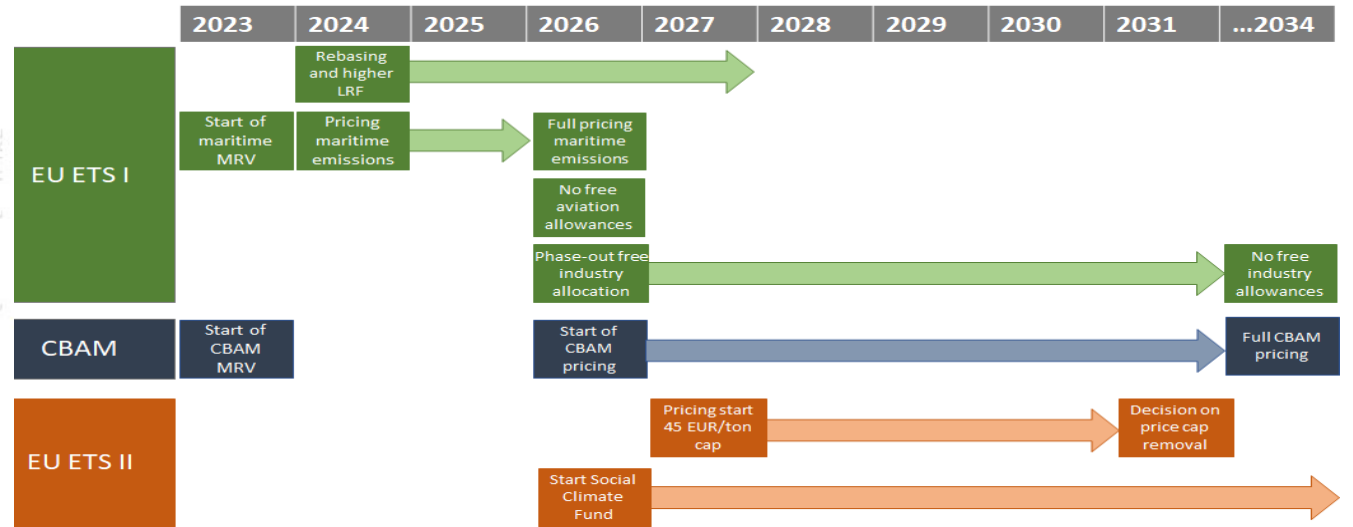 2023 2024 2025 2026 2027 2028 2029 2030 2031 ...2034
EU ETS I
Rebasing
and higher
LRF
Start of
maritime
MRV
Pricing
maritime
emissions
Full pricing
maritime
emissions
No free
aviation
allowances
Phase-out free
industry
allocation
No free
industry
allowances
CBAM
Start of
CBAM
MRV
Start of
CBAM
pricing
Full CBAM
pricing
EU ETS II
Pricing start
45 EUR/ton
cap
Decision on
price cap
removal
Start Social
Climate
Fund